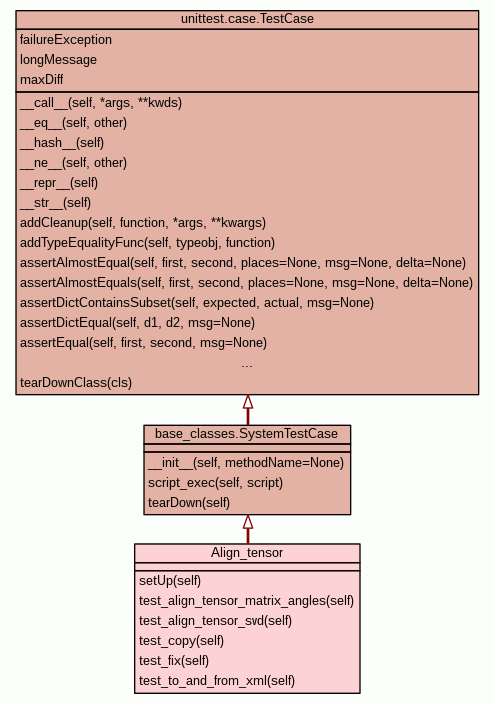 unittest.case.TestCase
failureException
longMessage
maxDiff
__call__(self, *args, **kwds)
__eq__(self, other)
__hash__(self)
__ne__(self, other)
__repr__(self)
__str__(self)
addCleanup(self, function, *args, **kwargs)
addTypeEqualityFunc(self, typeobj, function)
assertAlmostEqual(self, first, second, places=None, msg=None, delta=None)
assertAlmostEquals(self, first, second, places=None, msg=None, delta=None)
assertDictContainsSubset(self, expected, actual, msg=None)
assertDictEqual(self, d1, d2, msg=None)
assertEqual(self, first, second, msg=None)
...
tearDownClass(cls)
base_classes.SystemTestCase
__init__(self, methodName=None)
script_exec(self, script)
tearDown(self)
Align_tensor
setUp(self)
test_align_tensor_matrix_angles(self)
test_align_tensor_svd(self)
test_copy(self)
test_fix(self)
test_to_and_from_xml(self)